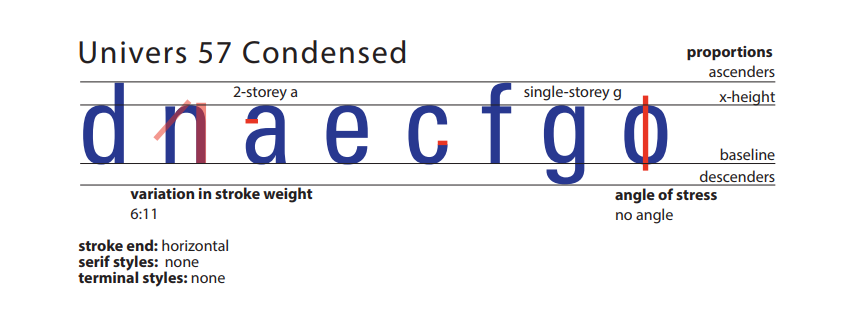 Univers 57 Condensed
proportions
ascenders
2-storey a
single-storey g
x-height
dnaecfgo
baseline
descenders
variation in stroke weight
6:11
angle of stress
no angle
stroke end: horizontal
serif styles: none
terminal styles: none